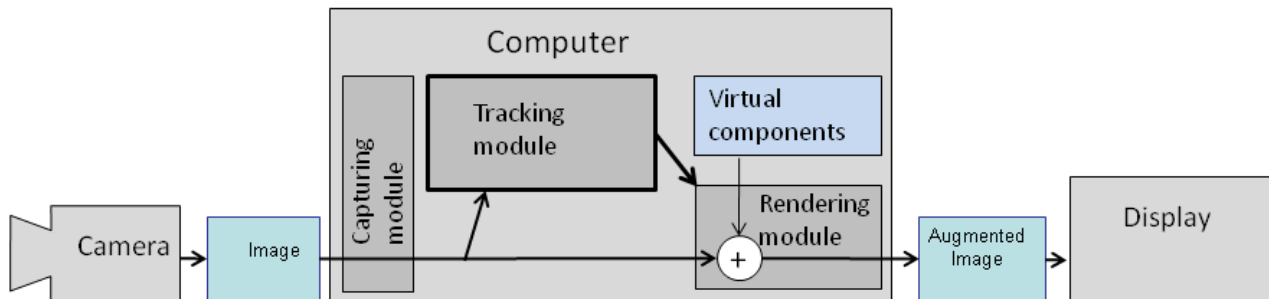 Computer
Capturing
module
Tracking
module
Virtual
components
Rendering
module
+
Camera
Image
Augmented
Image
Display